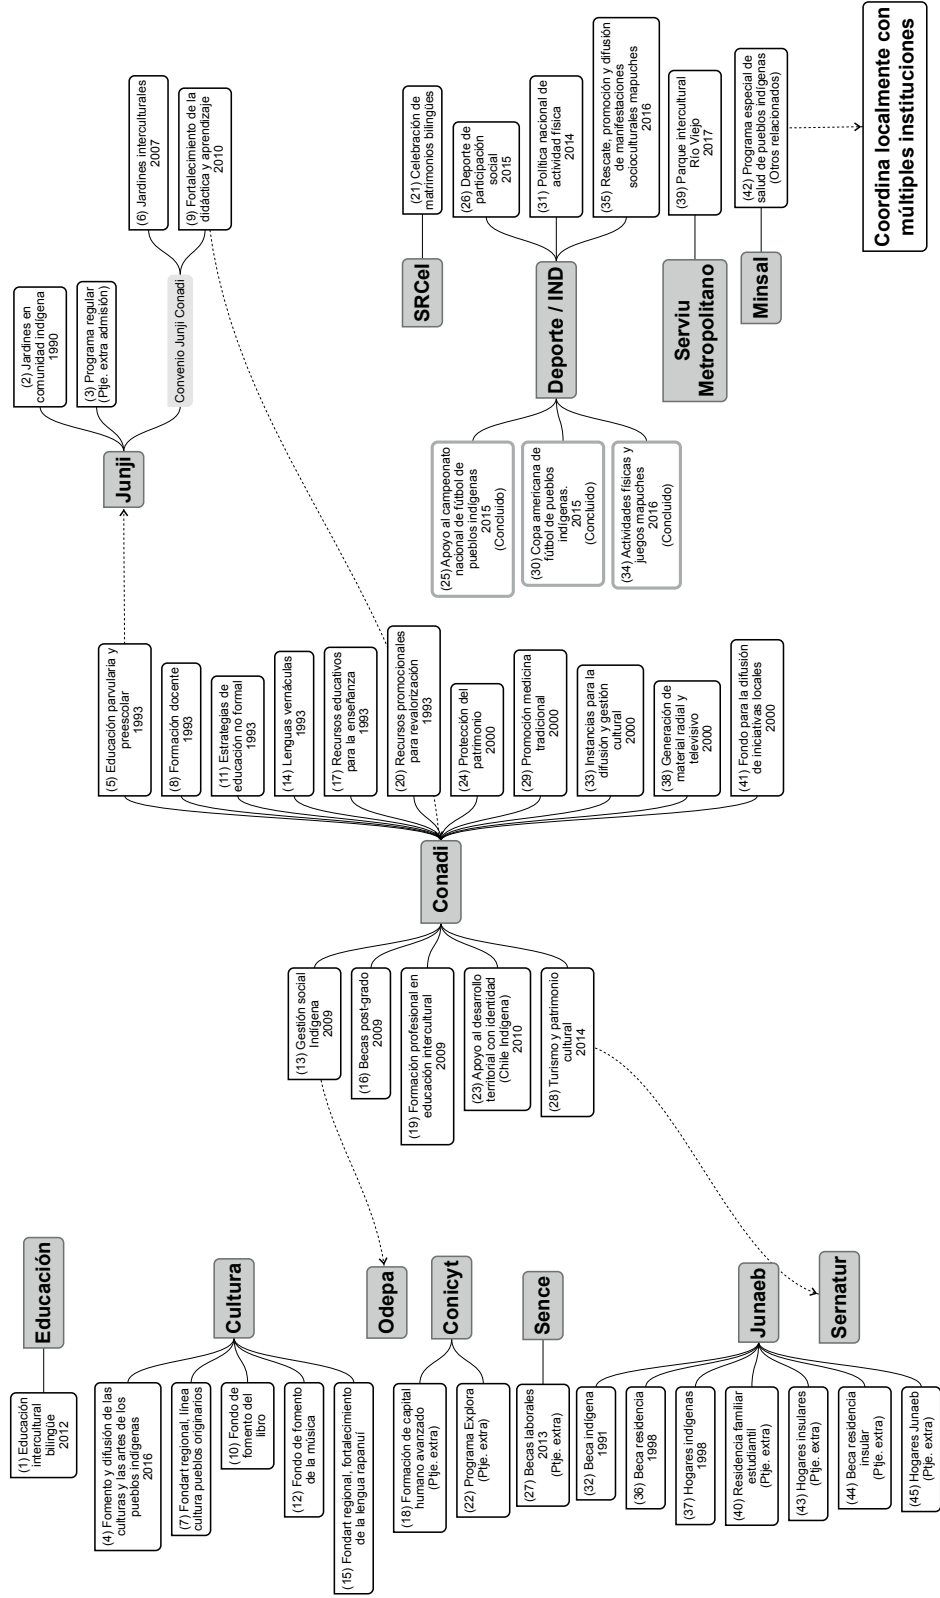 Educación
(1) Educación
intercultural
bilingüe
2012
Cultura
(4) Fomento y difusión de las
culturas y las artes de los
pueblos indígenas
2016
(7) Fondart regional, línea
cultura pueblos originarios
(10) Fondo de
fomento del
libro
(12) Fondo de fomento
de la música
(15) Fondart regional, fortalecimiento
de la lengua rapanuí
Odepa
Conicyt
(18) Formación de capital
humano avanzado
(Ptje. extra)
(22) Programa Explora
(Ptje. extra)
Sence
(27) Becas laborales
2013
(Ptje. extra)
Junaeb
(32) Beca indígena
1991
(36) Beca residencia
1998
(37) Hogares indígenas
1998
(40) Residencia familiar
estudiantil
(Ptje. extra)
(43) Hogares insulares
(Ptje. extra)
(44) Beca residencia
insular
(Ptje. extra)
(45) Hogares Junaeb
(Ptje. extra)
Sernatur
Conadi
(13) Gestión social
Indígena
2009
(16) Becas post-grado
2009
(19) Formación profesional en
educación intercultural
2009
(23) Apoyo al desarrollo
territorial con identidad
(Chile Indígena)
2010
(28) Turismo y patrimonio
cultural
2014
(5) Educación parvularia y
preescolar
1993
(8) Formación docente
1993
(11) Estrategias de
educación no fomal
1993
(14) Lenguas vernáculas
1993
(17) Recursos educativos
para la enseñanza
1993
(20) Recursos promocionales
para revalorización
1993
(24) Protección del
patrimonio
2000
(29) Promoción medicina
tradicional
2000
(33) Instancias para la
difusión y gestión
cultural
2000
(38) Generación de
material radial y
televisivo
2000
(41) Fondo para la difusión
de iniciativas locales
2000
Junji
(2) Jardines en
comunidad indígena
1990
(3) Programa regular
(Ptje. extra admisión)
Convenio Junji Conadi
(6) Jardines interculturales
2007
(9) Fortalecimiento de la
didáctica y aprendizaje
2010
SRCeI
(21) Celebración de
matrimonios bilingües
Deporte / IND
(25) Apoyo al campeonato
nacional de fútbol de
pueblos indígenas
2015
(Concluido)
(30) Copa americana de
fútbol de pueblos
indígenas.
2015
(Concluido)
(34) Actividades físicas y
juegos mapuches
2016
(Concluido)
(26) Deporte de
participación
social
2015
(31) Política nacional de
actividad física
2014
(35) Rescate, promoción y difusión
de manifestaciones
socioculturales mapuches
2016
Serviu
Metropolitano
(39) Parque intercultural
Río Viejo
2017
Minsal
(42) Programa especial de
salud de pueblos indígenas
(Otros relacionados)
Coordina localmente con
múltiples instituciones